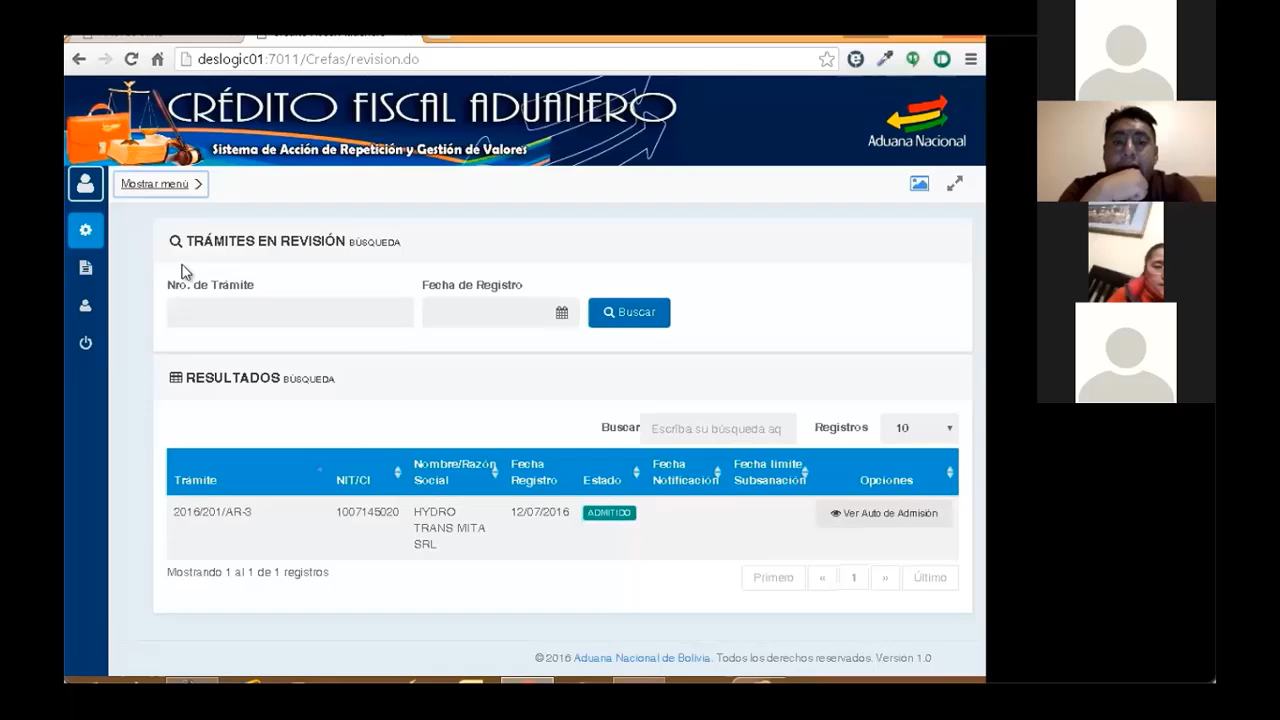 deslogic01:7011/Crefas/revision.do
CRÉDITO FISCAL ADUANERO
Sistema de Acción de Repetición y Gestión de Valores
Aduana Nacional
Mostrar menú
TRÁMITES EN REVISIÓN BÚSQUEDA
Nro. de Trámite Fecha de Registro
Buscar
RESULTADOS BÚSQUEDA
Buscar Escriba su búsqueda aq Registros 10
Trámite NIT/CI Nombre/Razón Social Fecha Registro Estado Fecha Notificación Fecha límite Subsanación Opciones
2016/201/AR-3 1007145020 HYDRO TRANS MITA SRL 12/07/2016 ADMITIDO Ver Auto de Admisión
Mostrando 1 al 1 de 1 registros
Primero « 1 » Último
© 2016 Aduana Nacional de Bolivia. Todos los derechos reservados. Versión 1.0